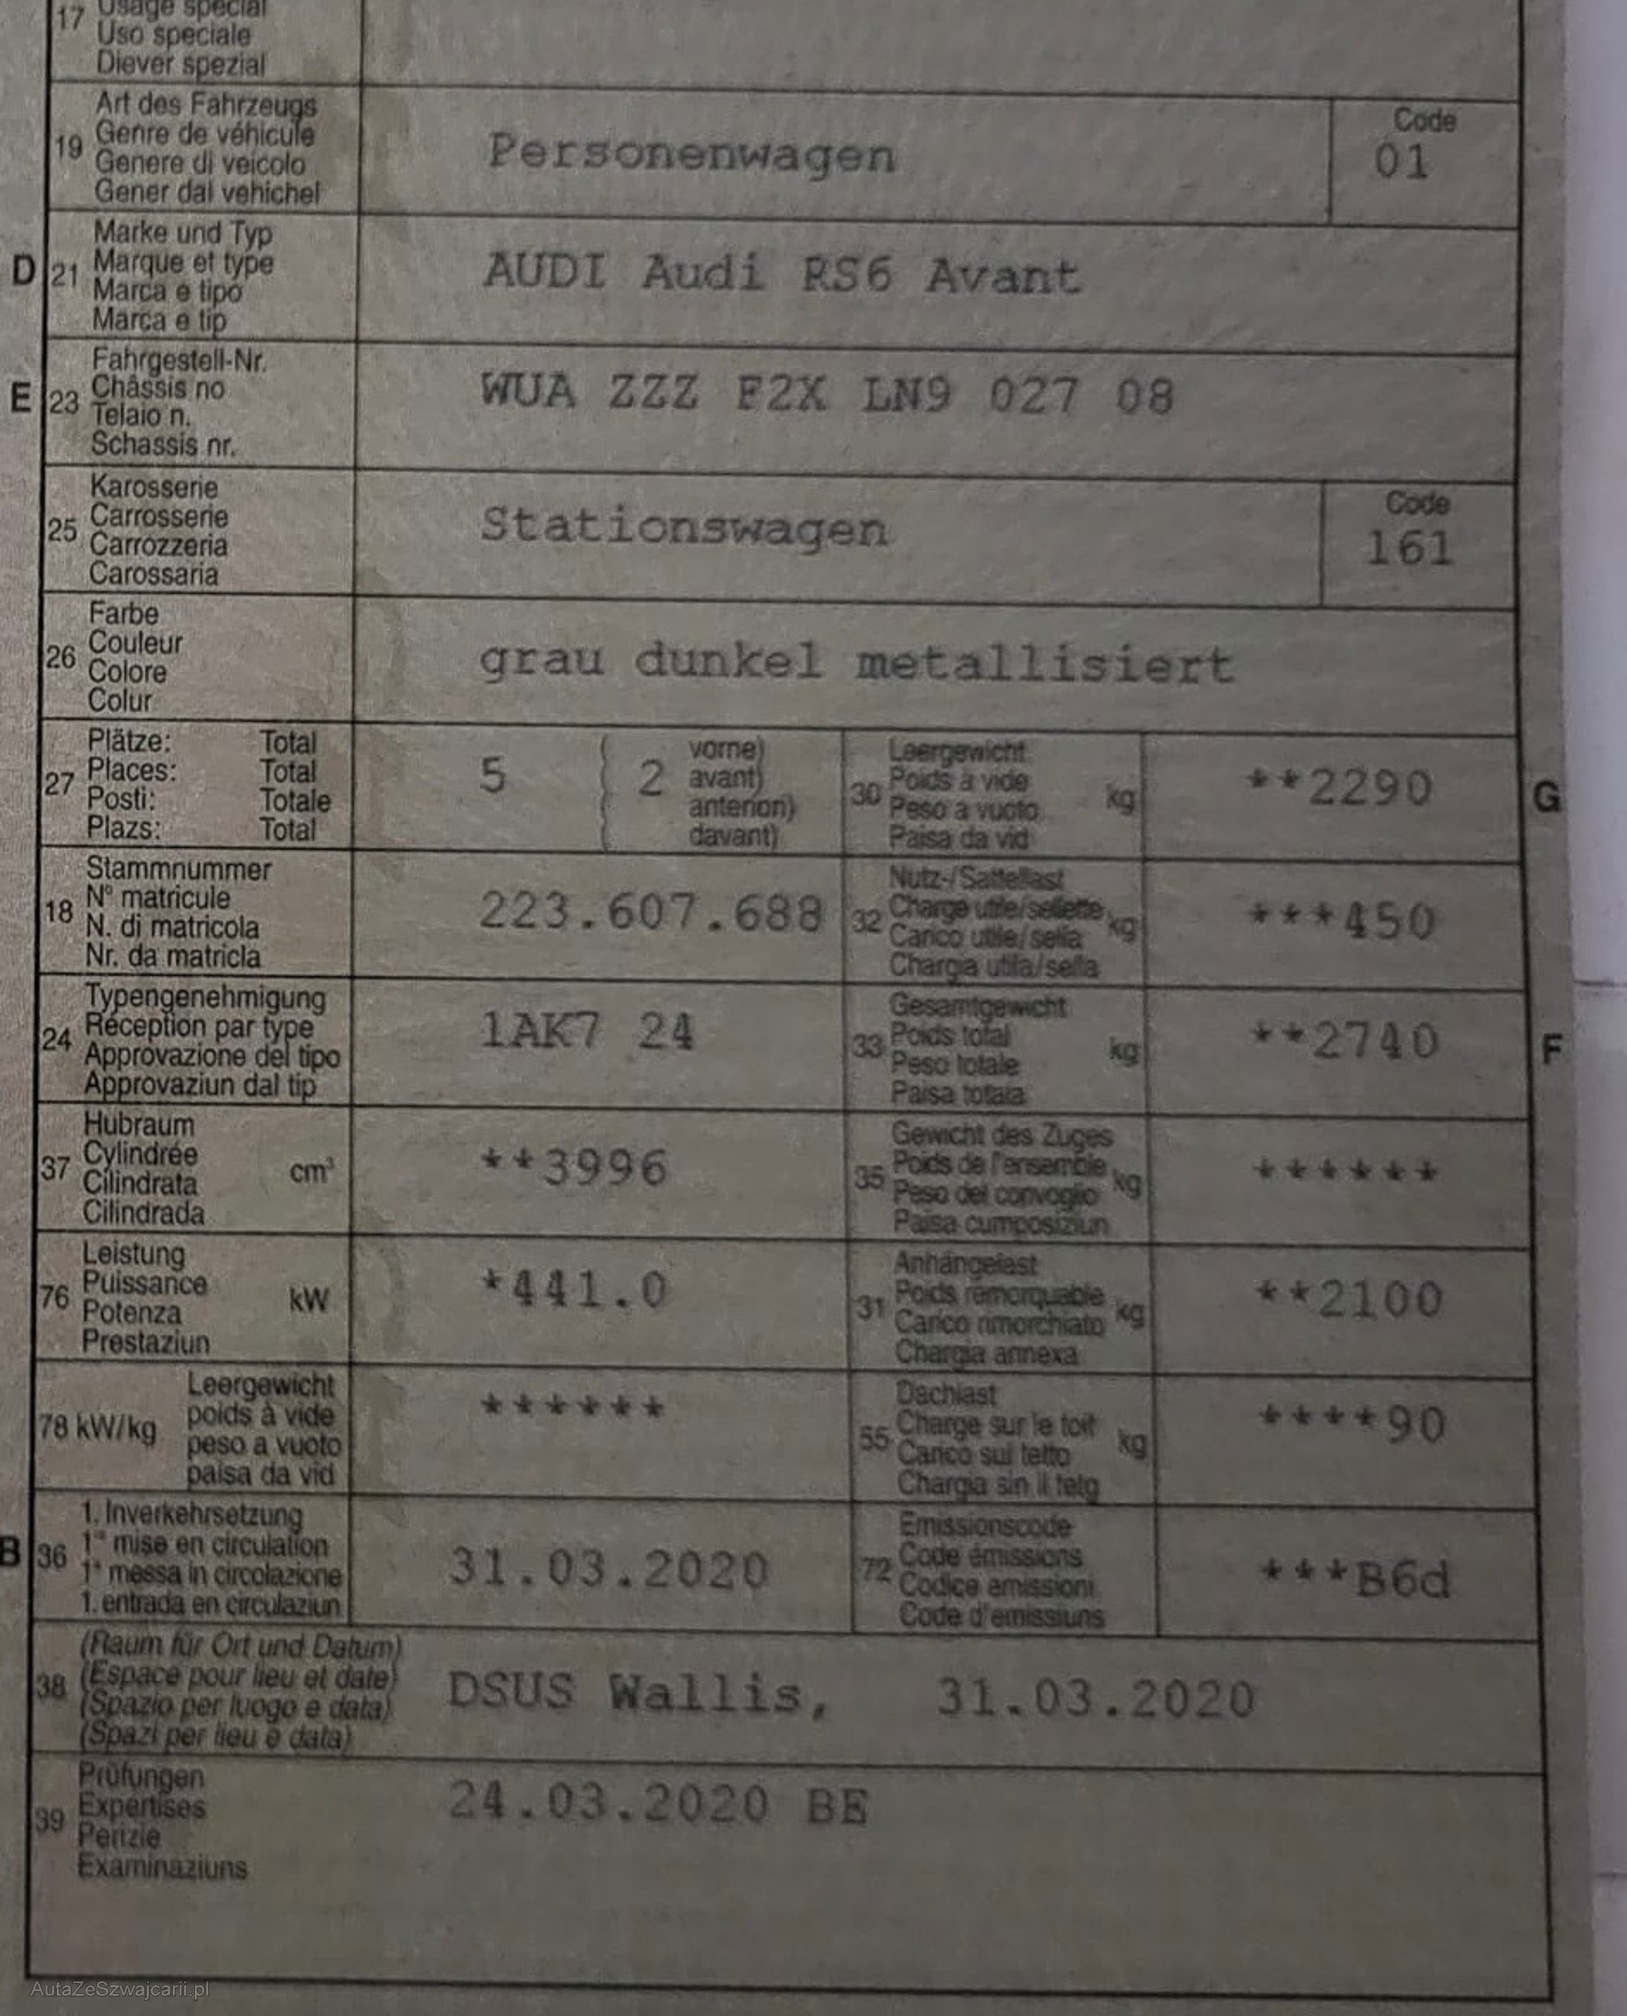 17 Usage spécial
Uso speciale
Diever spezial
19 Art des Fahrzeugs
Genre de véhicule
Genere di veicolo
Gener dal vehichel
Personenwagen
Code
01
D 21 Marke und Typ
Marque et type
Marca e tipo
Marca e tip
AUDI Audi RS6 Avant
E 23 Fahrgestell-Nr.
Châssis no
Telaio n.
Schassis nr.
WUA ZZZ F2X LN9 027 08
25 Karosserie
Carrosserie
Carrozzeria
Carossaria
Stationswagen
Code
161
26 Farbe
Couleur
Colore
Colur
grau dunkel metallisiert
27 Plätze: Total
Places: Total
Posti: Totale
Plazs: Total
5
2 vorne)
avant)
anteriori)
davant)
30 Leergewicht
Poids à vide
Peso a vuoto kg
Paisa da vid
**2290
G
18 Stammnummer
N° matricule
N. di matricola
Nr. da matricla
223.607.688
32 Nutz-/Sattellast
Charge utile/sellette kg
Carico utile/sella
Chargia utila/sella
***450
24 Typengenehmigung
Réception par type
Approvazione del tipo
Approvaziun dal tip
1AK7 24
33 Gesamtgewicht
Poids total kg
Peso totale
Paisa totala
**2740
F
37 Hubraum
Cylindrée cm³
Cilindrata
Cilindrada
**3996
35 Gewicht des Zuges
Poids de l'ensemble kg
Peso del convoglio
Paisa cumposiziun
******
76 Leistung
Puissance kW
Potenza
Prestaziun
*441.0
31 Anhängelast
Poids remorquable kg
Carico rimorchiato
Chargia annexa
**2100
78 kW/kg Leergewicht
poids à vide
peso a vuoto
paisa da vid
******
55 Dachlast
Charge sur le toit kg
Carico sul tetto
Chargia sin il tetg
****90
B 36 1. Inverkehrsetzung
1re mise en circulation
1a messa in circolazione
1. entrada en circulaziun
31.03.2020
72 Emissionscode
Code émissions
Codice emissioni
Code d'emissiuns
***B6d
38 (Raum für Ort und Datum)
(Espace pour lieu et date)
(Spazio per luogo e data)
(Spazi per lieu e data)
DSUS Wallis, 31.03.2020
39 Prüfungen
Expertises
Perizie
Examinaziuns
24.03.2020 BE
AutaZeSzwajcarii.pl